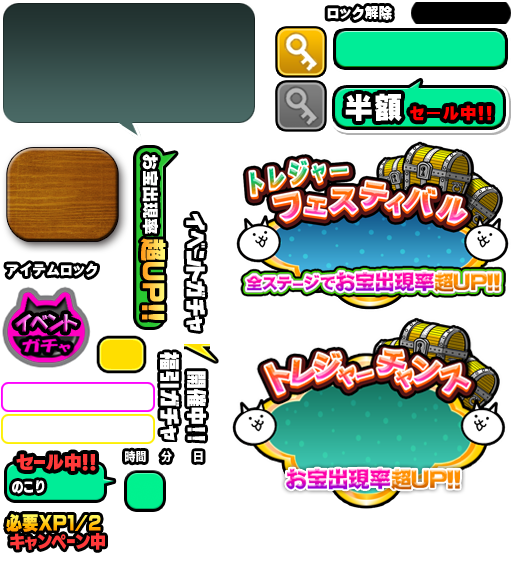 ロック解除
半額 セール中!!
トレジャー
フェスティバル
全ステージでお宝出現率超UP!!
お宝出現率
超UP!!
イベントガチャ
アイテムロック
イベント
ガチャ
開催中!!
福引ガチャ
トレジャーチャンス
お宝出現率超UP!!
時間 分 日
セール中!!
のこり
必要XP1/2
キャンペーン中